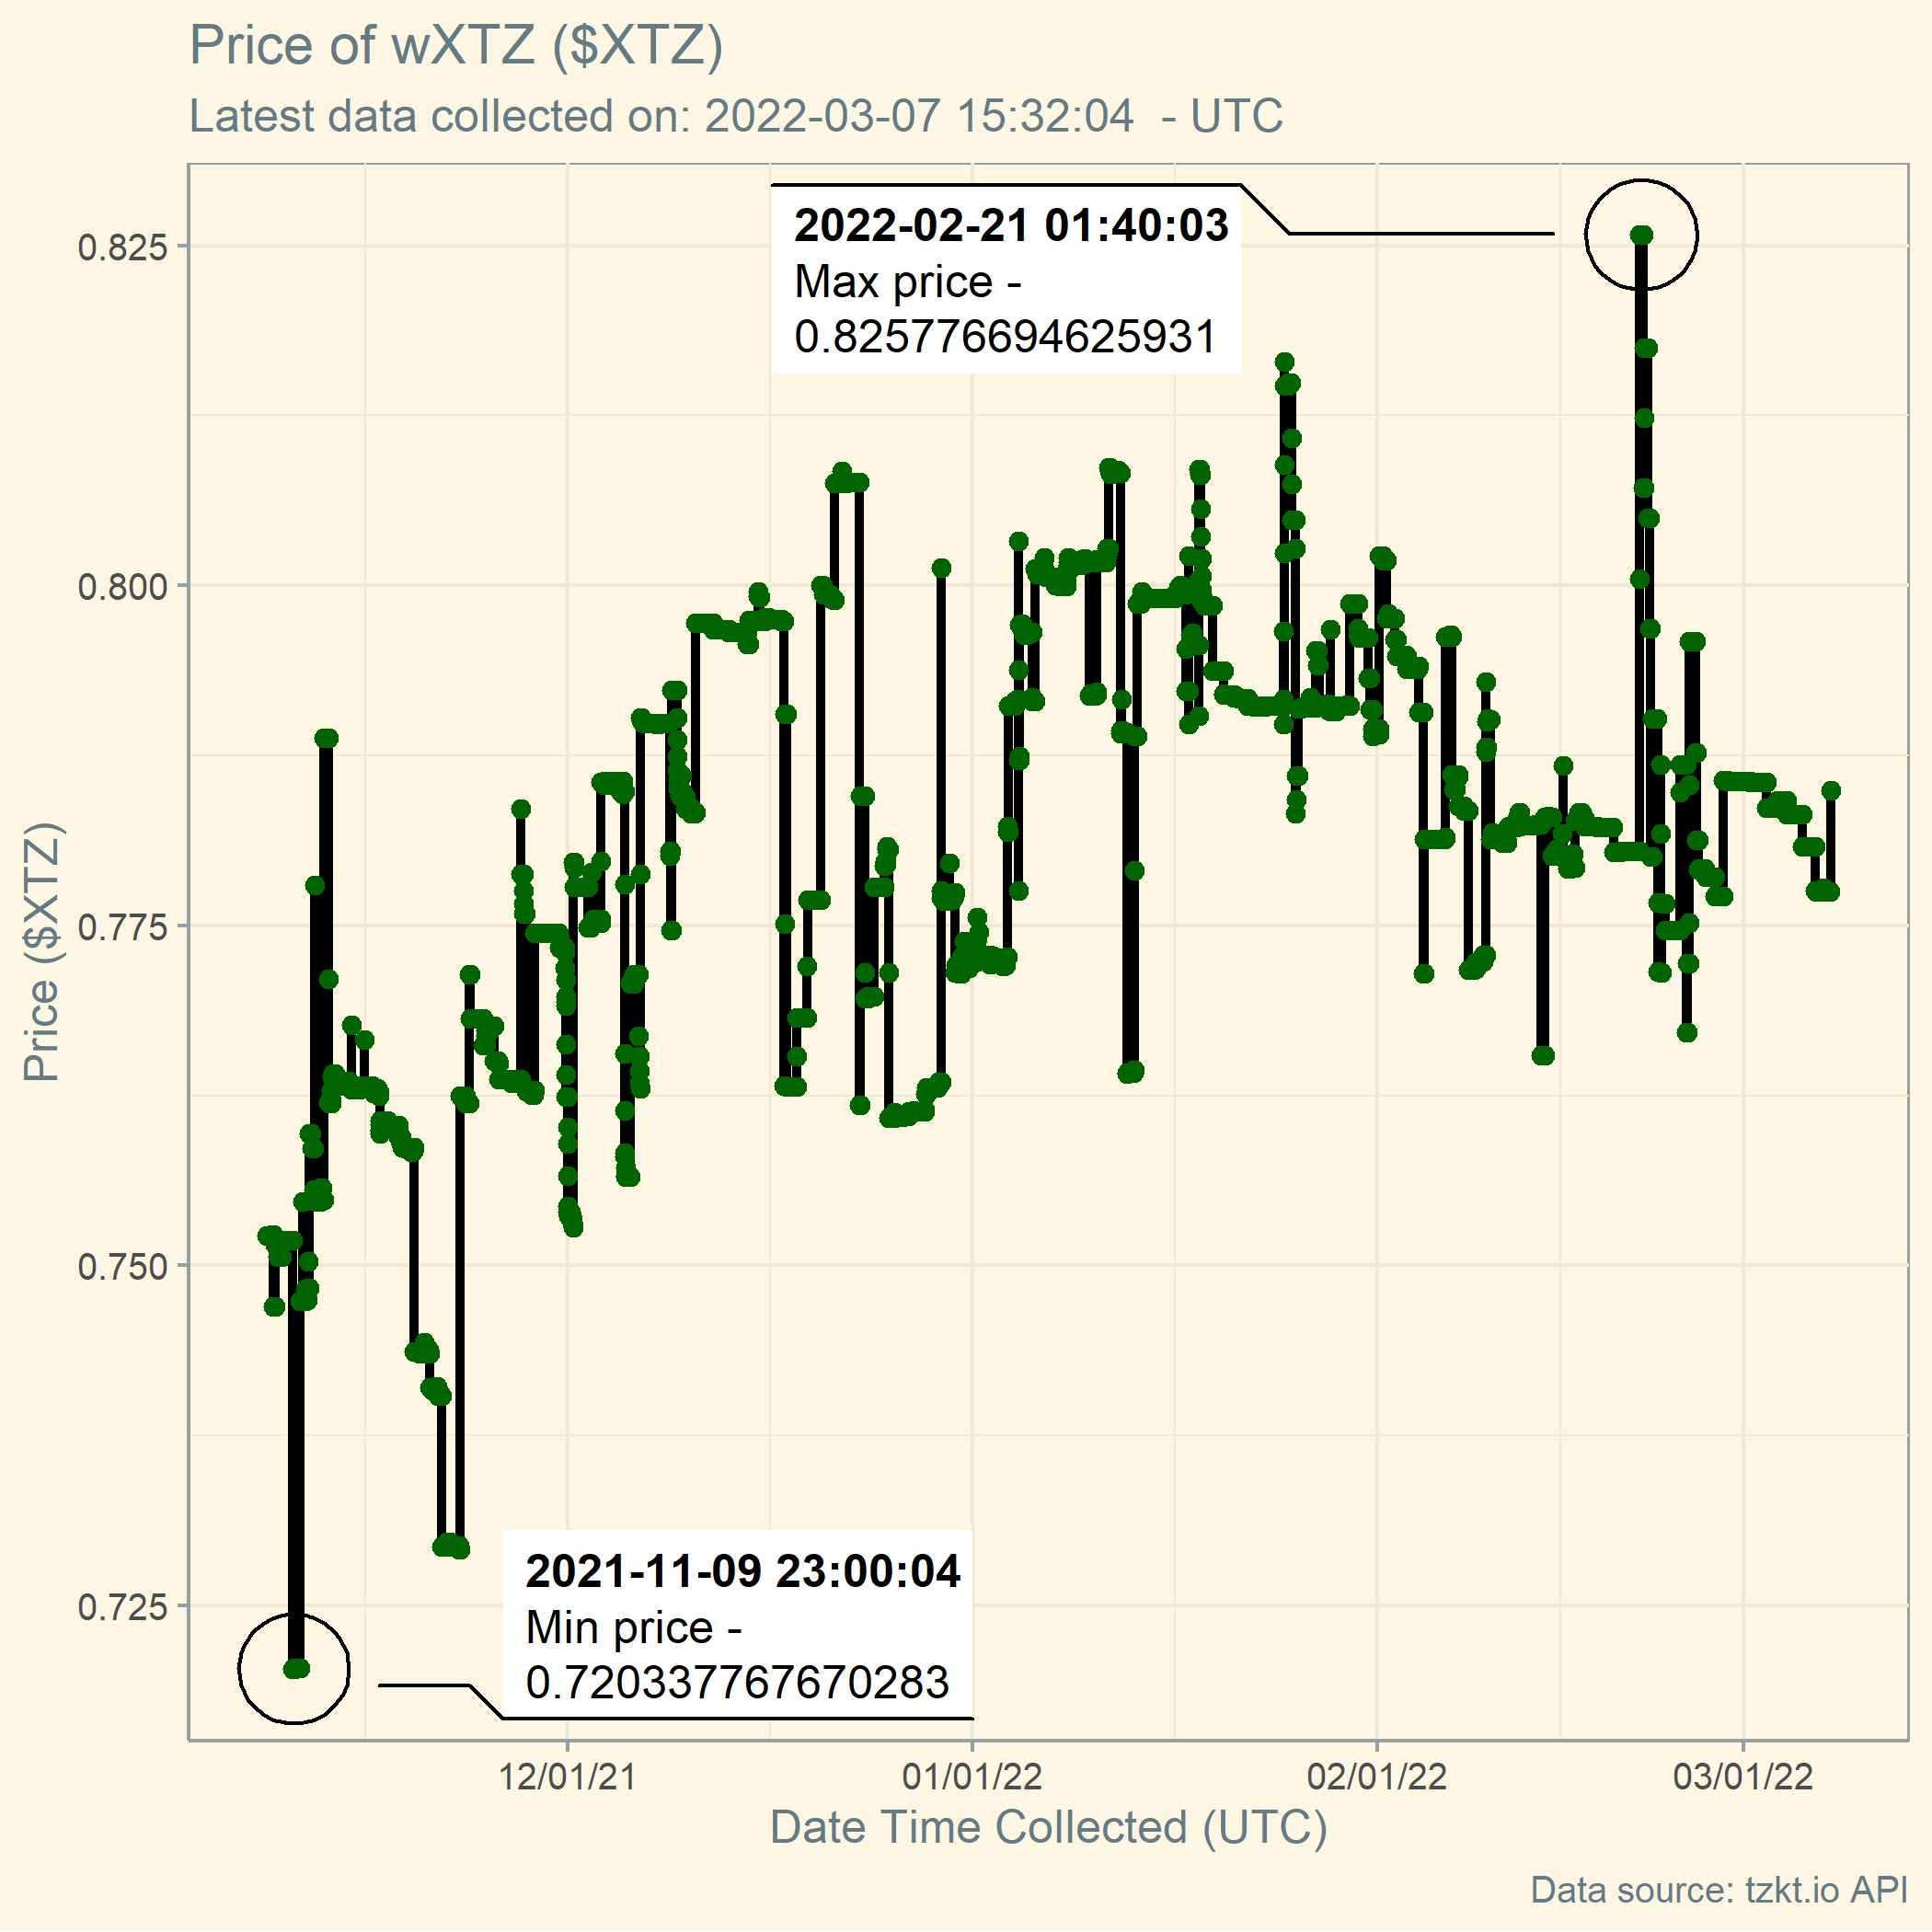 Price of wXTZ ($XTZ)
Latest data collected on: 2022-03-07 15:32:04  - UTC
2022-02-21 01:40:03
Max price -
0.825776694625931
0.825
0.800
0.775
0.750
0.725
Price ($XTZ)
2021-11-09 23:00:04
Min price -
0.720337767670283
12/01/21
01/01/22
02/01/22
03/01/22
Date Time Collected (UTC)
Data source: tzkt.io API